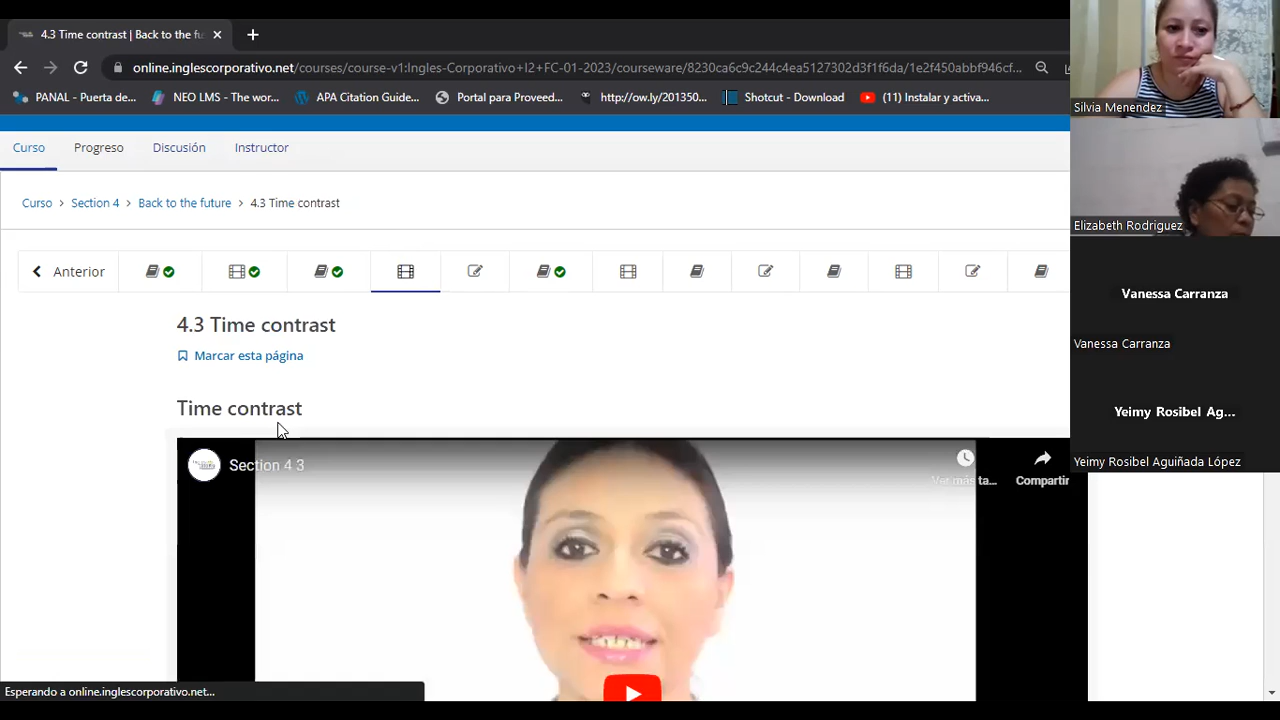 4.3 Time contrast | Back to the fu
online.inglescorporativo.net/courses/course-v1:Ingles-Corporativo+I2+FC-01-2023/courseware/8230ca6c9c244c4ea5127302d3f1f6da/1e2f450abbf946cf...
PANAL - Puerta de...
NEO LMS - The wor...
APA Citation Guide...
Portal para Proveed...
http://ow.ly/201350...
Shotcut - Download
(11) Instalar y activa...
Curso
Progreso
Discusión
Instructor
Curso > Section 4 > Back to the future > 4.3 Time contrast
Anterior
4.3 Time contrast
Marcar esta página
Time contrast
Section 4 3
Ver más ta...
Compartir
Esperando a online.inglescorporativo.net...
Silvia Menendez
Elizabeth Rodriguez
Vanessa Carranza
Vanessa Carranza
Yeimy Rosibel Ag...
Yeimy Rosibel Aguiñada López